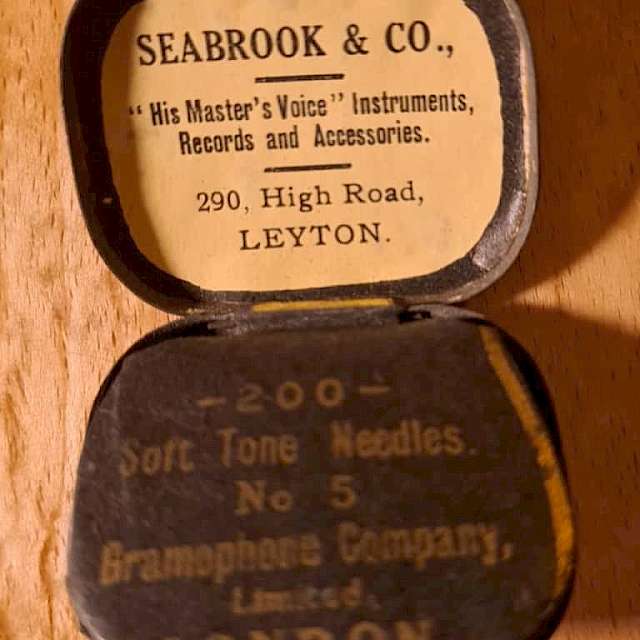 SEABROOK & CO.,
"His Master's Voice" Instruments,
Records and Accessories.
290, High Road,
LEYTON.
-200-
Soft Tone Needles.
No 5
Gramophone Company,
Limited.
LONDON